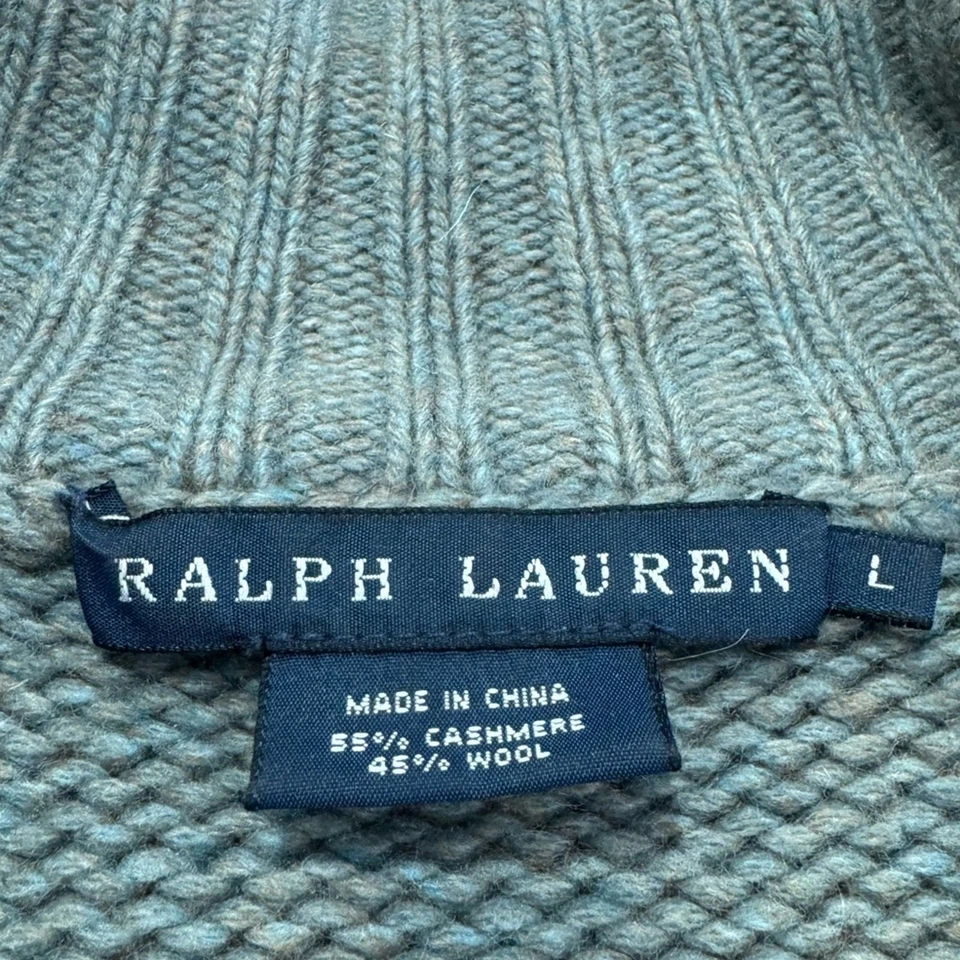 RALPH LAUREN
L
MADE IN CHINA
55% CASHMERE
45% WOOL